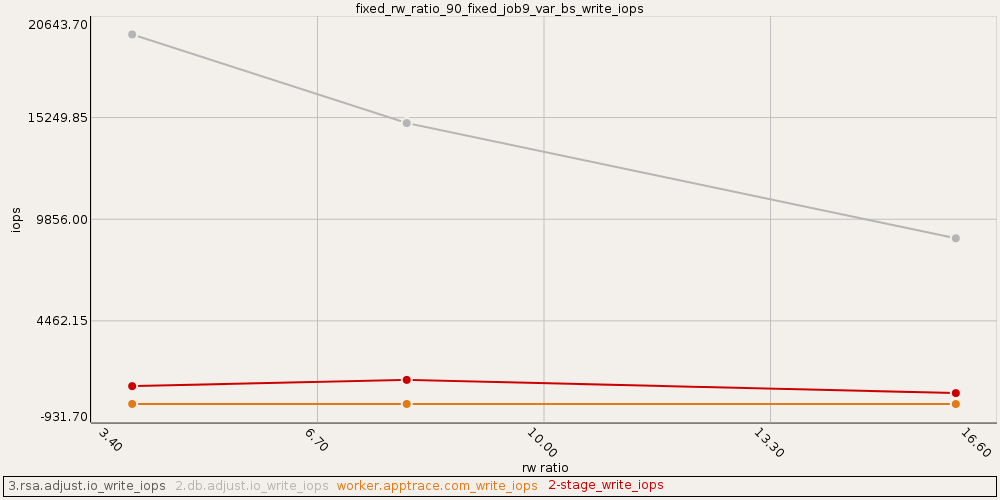 fixed_rw_ratio_90_fixed_job9_var_bs_write_iops
20643.70
15249.85
9856.00
4462.15
-931.70
iops
3.40
6.70
10.00
13.30
16.60
rw ratio
3.rsa.adjust.io_write_iops 2.db.adjust.io_write_iops worker.apptrace.com_write_iops 2-stage_write_iops